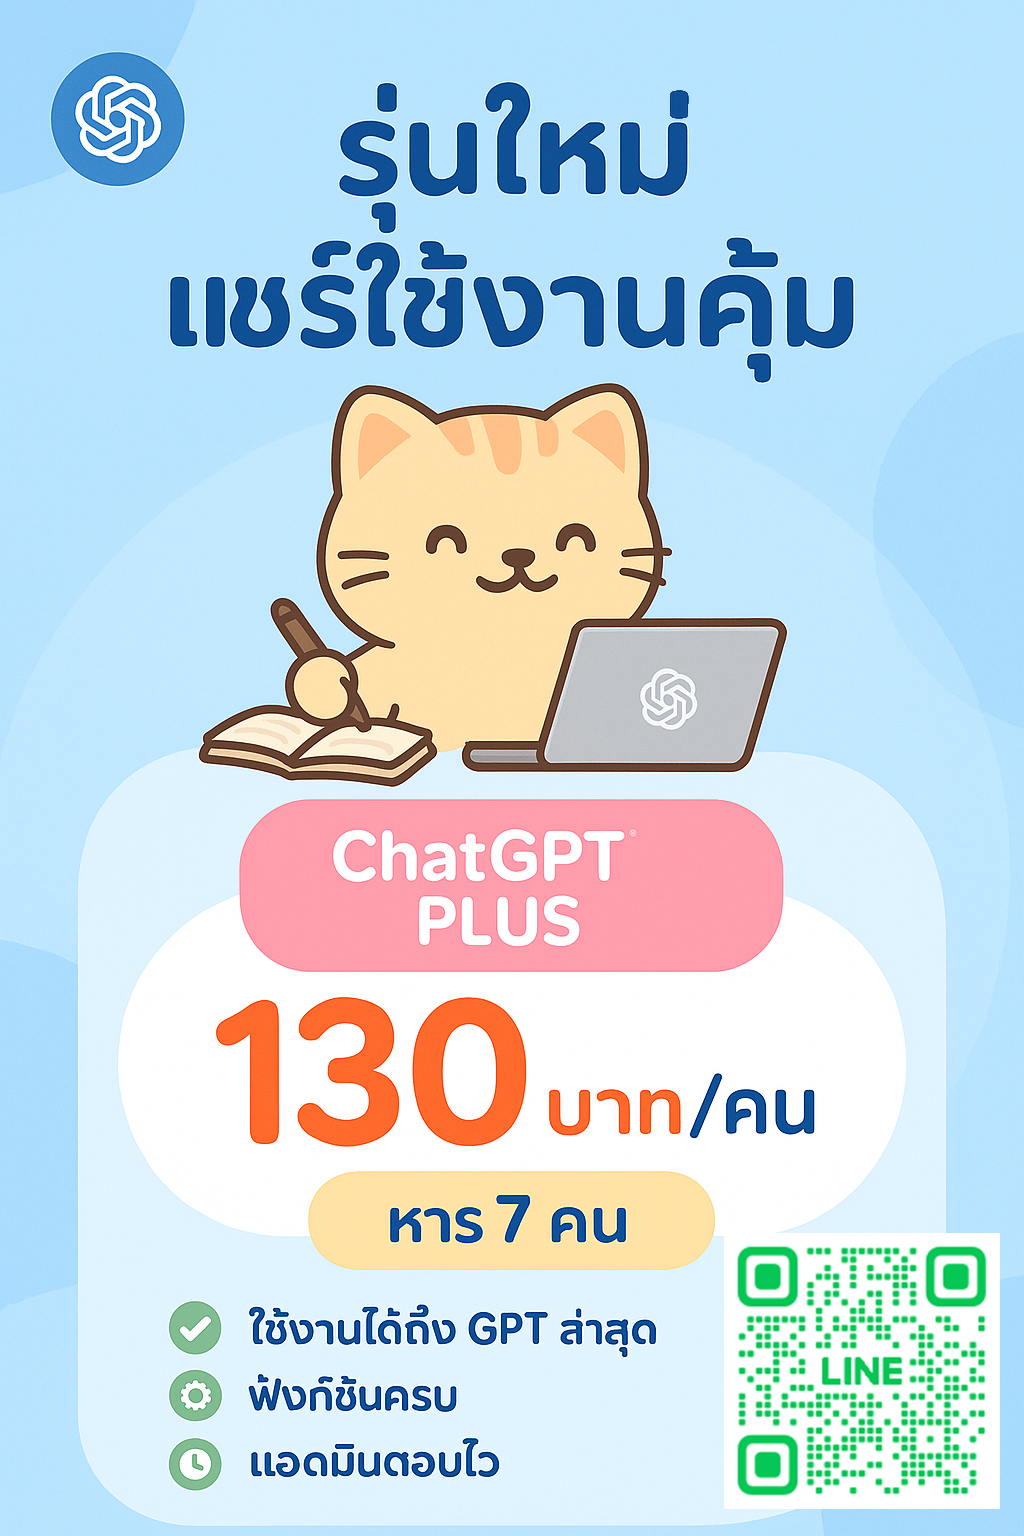 รุ่นใหม่
แชร์ใช้งานคุ้ม
ChatGPT
PLUS
130 บาท/คน
หาร 7 คน
ใช้งานได้ถึง GPT ล่าสุด
ฟังก์ชันครบ
แอดมินตอบไว
LINE